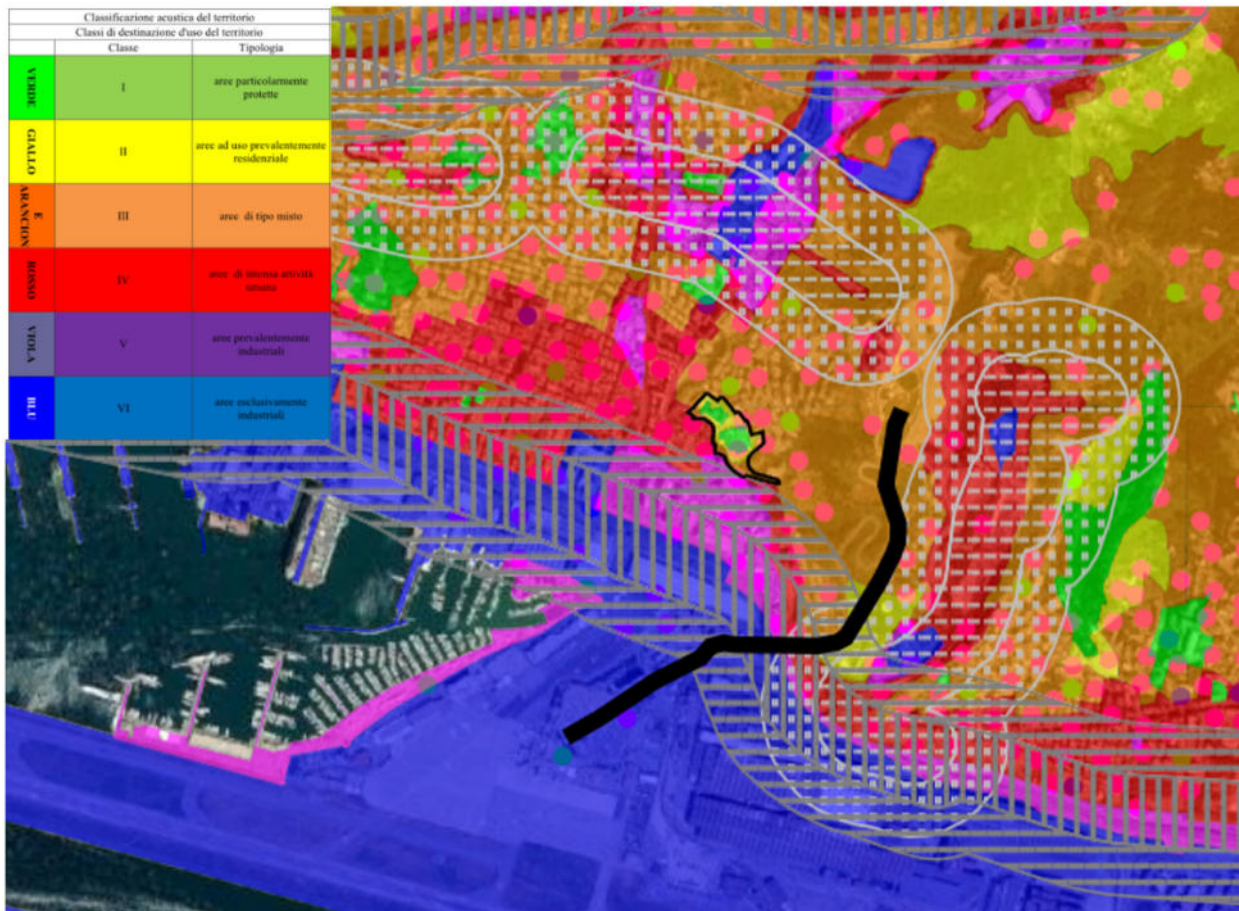 Classificazione acustica del territorio
Classi di destinazione d'uso del territorio
Classe Tipologia
VERDE I aree particolarmente
protette
GIALLO II aree ad uso prevalentemente
residenziale
ARANCION
E III aree di tipo misto
ROSSO IV aree di intensa attività
umana
VIOLA V aree prevalentemente
industriali
BLU VI aree esclusivamente
industriali